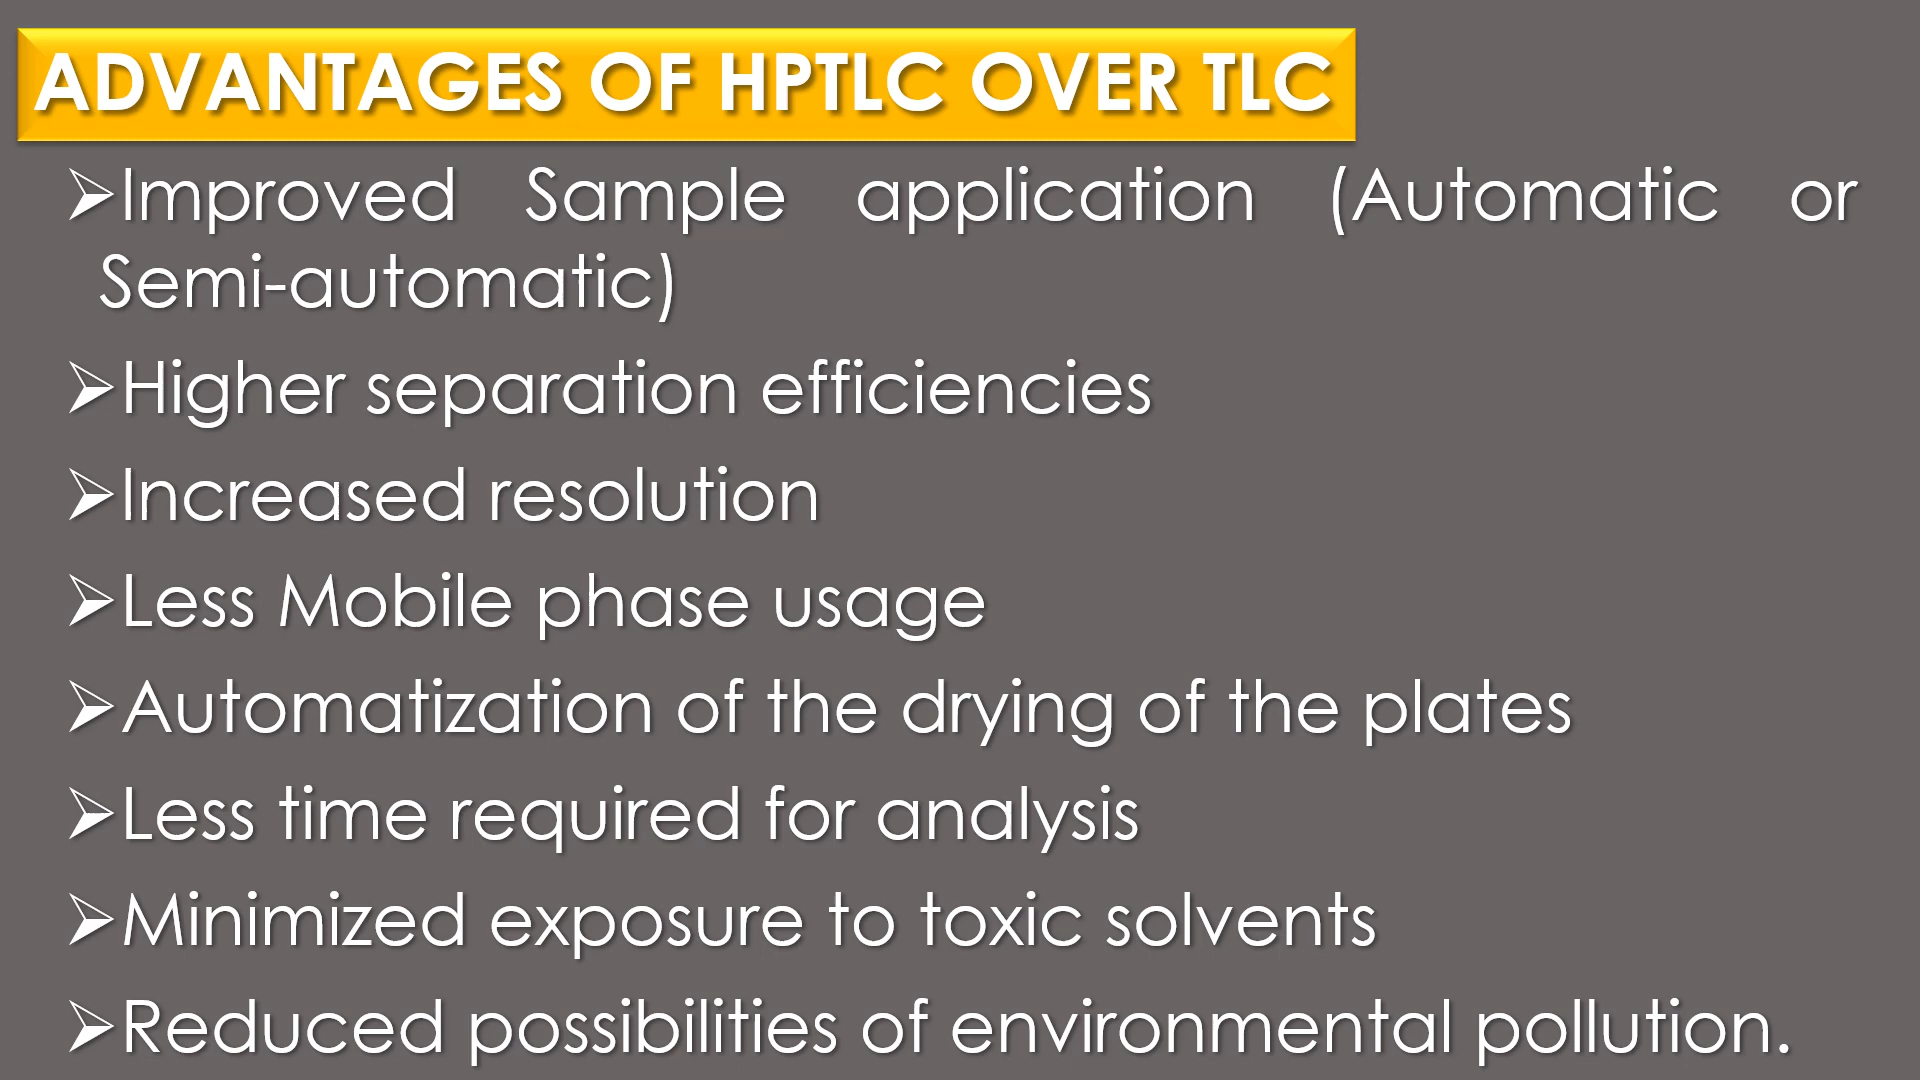 ADVANTAGES OF HPTLC OVER TLC
➢Improved Sample application (Automatic or
Semi-automatic)
➢Higher separation efficiencies
➢Increased resolution
➢Less Mobile phase usage
➢Automatization of the drying of the plates
➢Less time required for analysis
➢Minimized exposure to toxic solvents
➢Reduced possibilities of environmental pollution.